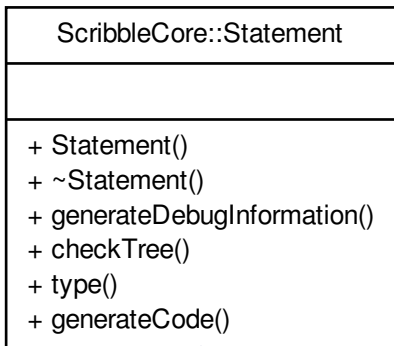 ScribbleCore::Statement
+ Statement()
+ ~Statement()
+ generateDebugInformation()
+ checkTree()
+ type()
+ generateCode()